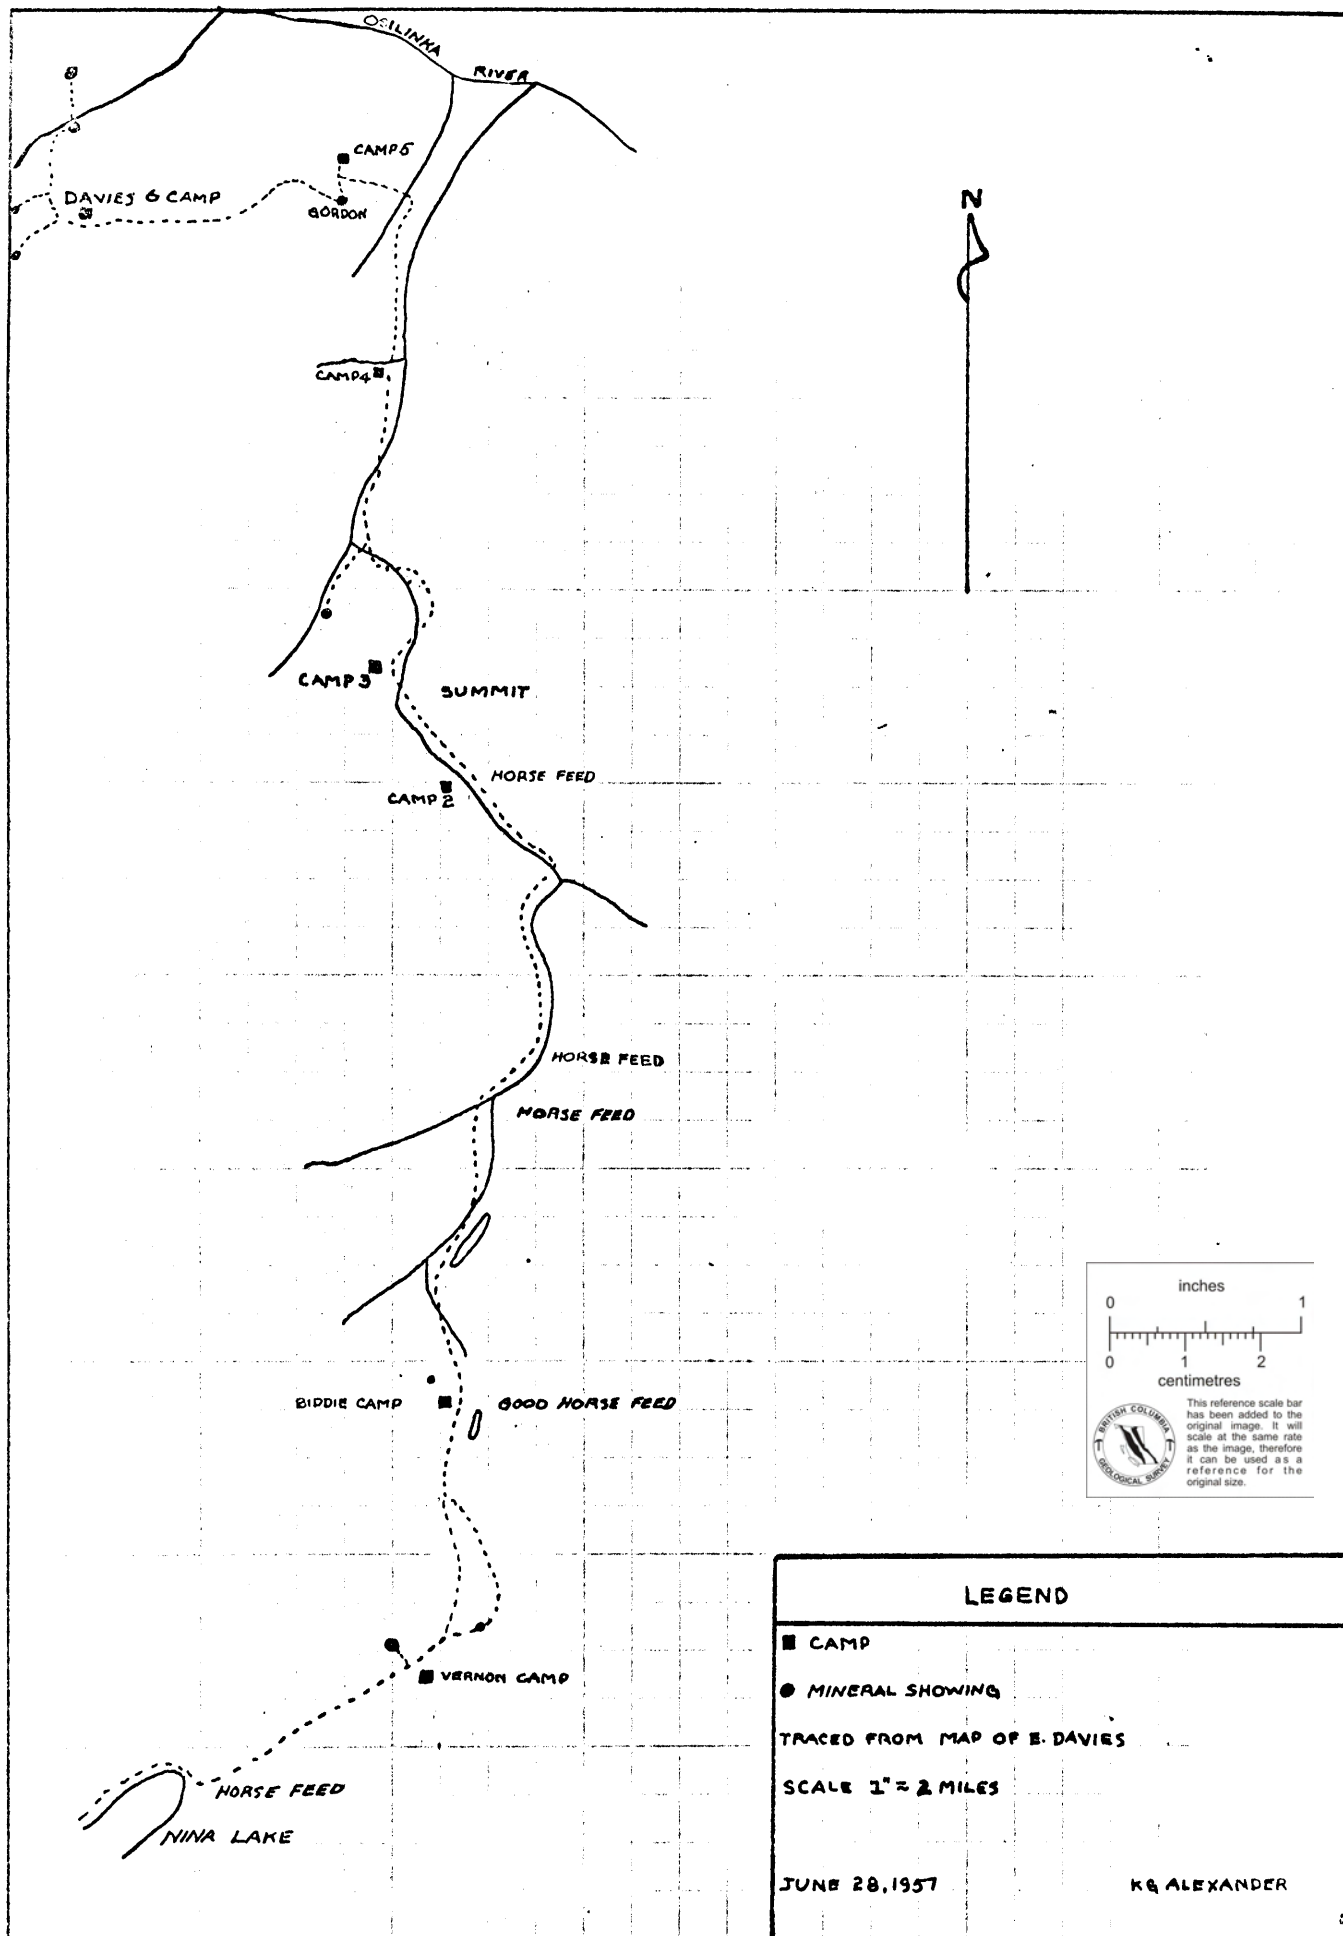 OSILINKA
RIVER
CAMP 5
DAVIES 6 CAMP
GORDON
N
CAMP4
CAMP 3
SUMMIT
HORSE FEED
CAMP 2
HORSE FEED
HORSE FEED
inches
0 1
0 1 2
centimetres
This reference scale bar
has been added to the
original image. It will
scale at the same rate
as the image, therefore
it can be used as a
reference for the
original size.
BRITISH COLUMBIA
GEOLOGICAL SURVEY
BIDDIE CAMP
GOOD HORSE FEED
LEGEND
CAMP
VERNON CAMP
MINERAL SHOWING
TRACED FROM MAP OF E. DAVIES
SCALE 1" = 2 MILES
HORSE FEED
NINA LAKE
JUNE 28, 1957
KG ALEXANDER